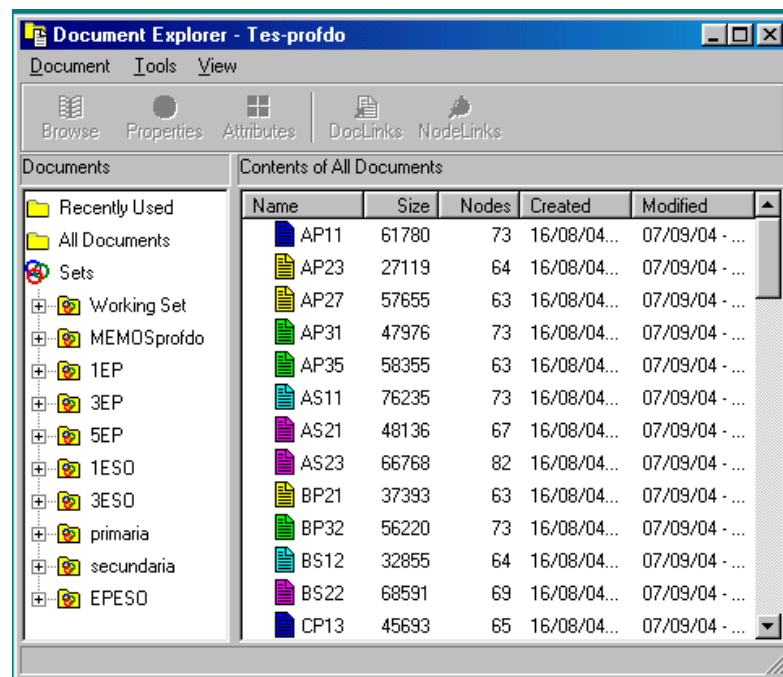 Document Explorer - Tes-profdo
Document Tools View
Browse Properties Attributes DocLinks NodeLinks
Documents
Recently Used
All Documents
Sets
Working Set
MEMOSprofdo
1EP
3EP
5EP
1ESO
3ESO
primaria
secundaria
EPESO
Contents of All Documents
Name Size Nodes Created Modified
AP11 61780 73 16/08/04... 07/09/04 - ...
AP23 27119 64 16/08/04... 07/09/04 - ...
AP27 57655 63 16/08/04... 07/09/04 - ...
AP31 47976 73 16/08/04... 07/09/04 - ...
AP35 58355 63 16/08/04... 07/09/04 - ...
AS11 76235 73 16/08/04... 07/09/04 - ...
AS21 48136 67 16/08/04... 07/09/04 - ...
AS23 66768 82 16/08/04... 07/09/04 - ...
BP21 37393 63 16/08/04... 07/09/04 - ...
BP32 56220 73 16/08/04... 07/09/04 - ...
BS12 32855 64 16/08/04... 07/09/04 - ...
BS22 68591 69 16/08/04... 07/09/04 - ...
CP13 45693 65 16/08/04... 07/09/04 - ...